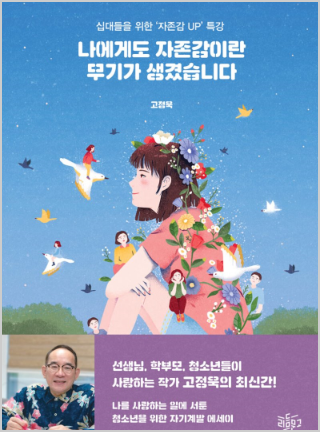 십대들을 위한 '자존감 UP' 특강
나에게도 자존감이란
무기가 생겼습니다
고정욱
선생님, 학부모, 청소년들이
사랑하는 작가 고정욱의 최신간!
나를 사랑하는 일에 서툰
청소년을 위한 자기계발 에세이